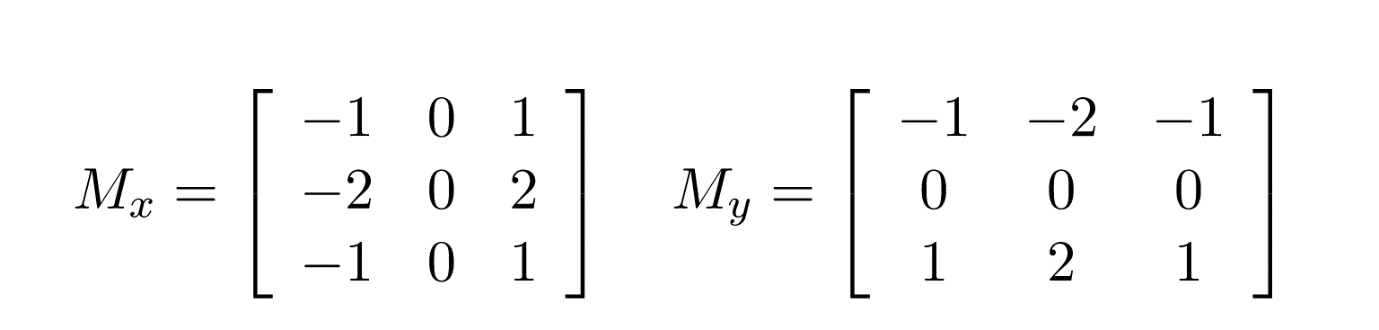 −1 0 1 −1 −2 −1
M_x = −2 0 2 M_y = 0 0 0
−1 0 1 1 2 1